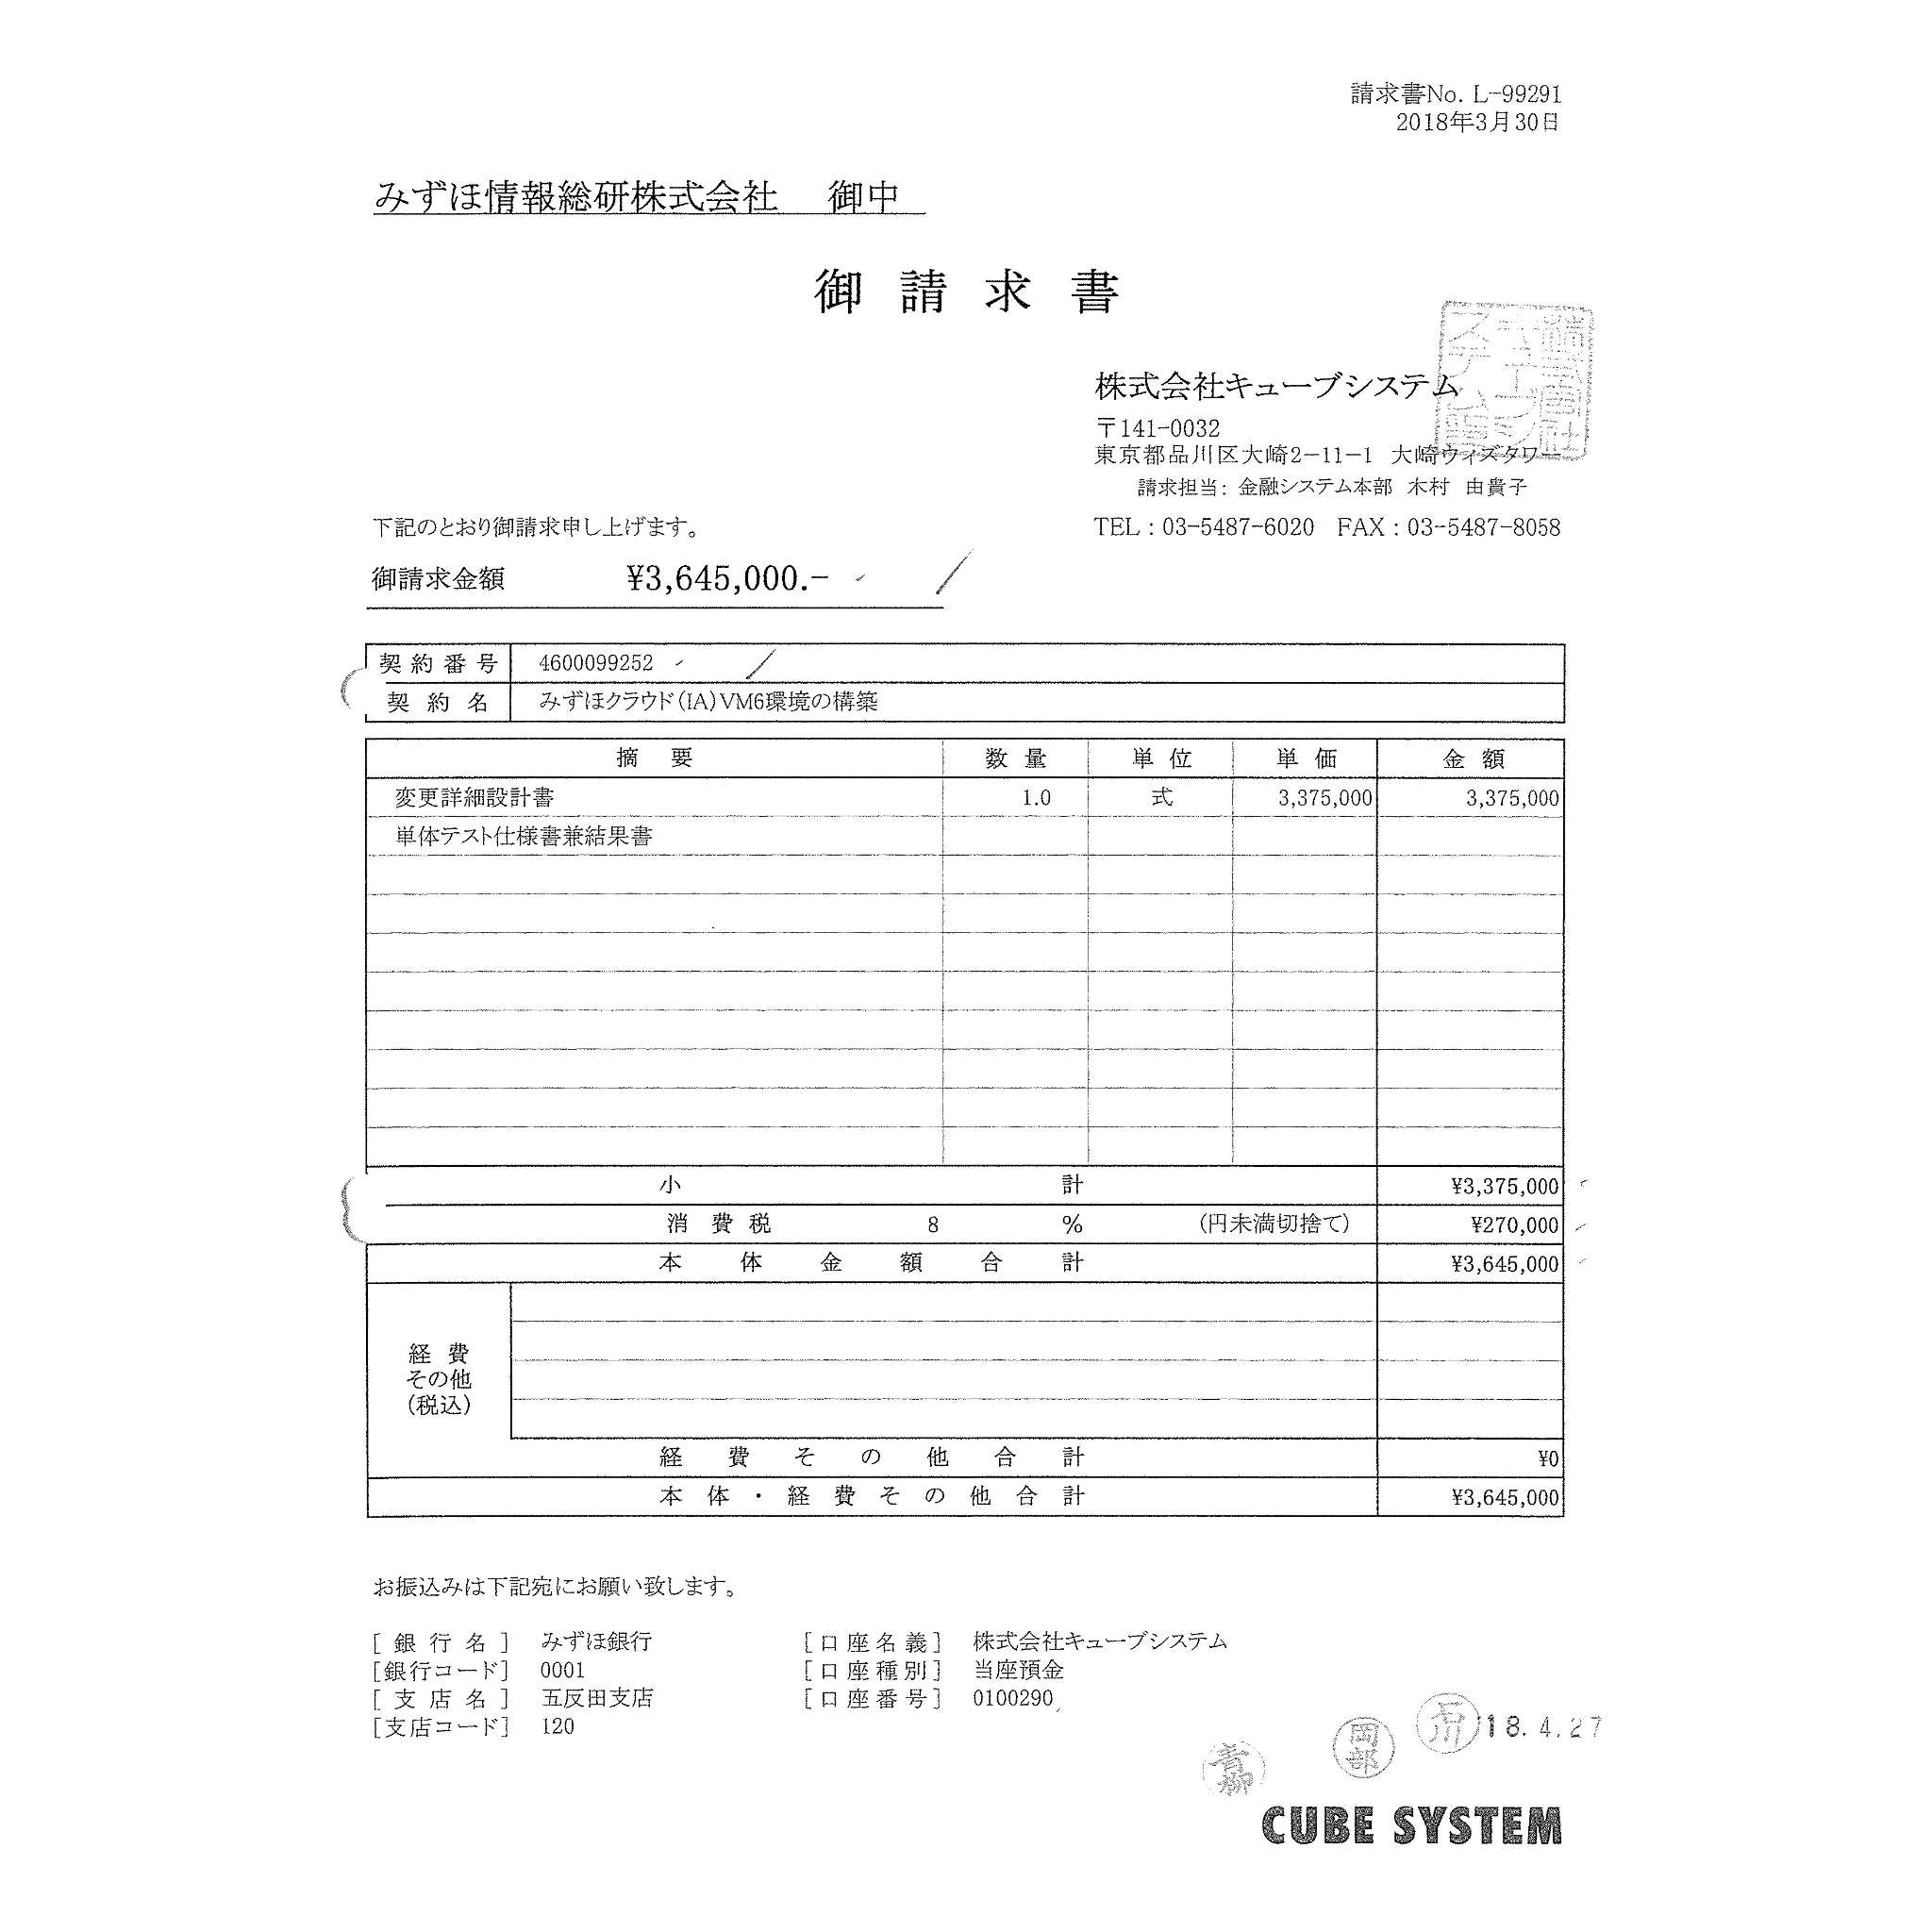 請求書No. L-99291
2018年3月30日
みずほ情報総研株式会社 御中
御請求書
株式会社キューブシステム
〒141-0032
東京都品川区大崎2-11-1 大崎ウィズタワー
請求担当: 金融システム本部 木村 由貴子
下記のとおり御請求申し上げます。
TEL : 03-5487-6020 FAX : 03-5487-8058
御請求金額 ¥3,645,000.-
契約番号 4600099252
契約名 みずほクラウド(IA)VM6環境の構築
摘要 数量 単位 単価 金額
変更詳細設計書 1.0 式 3,375,000 3,375,000
単体テスト仕様書兼結果書
小計 ¥3,375,000
消費税 8 % (円未満切捨て) ¥270,000
本体金額合計 ¥3,645,000
経費
その他
(税込)
経費その他合計 ¥0
本体・経費その他合計 ¥3,645,000
お振込みは下記宛にお願い致します。
[銀行名] みずほ銀行 [口座名義] 株式会社キューブシステム
[銀行コード] 0001 [口座種別] 当座預金
[支店名] 五反田支店 [口座番号] 0100290
[支店コード] 120
石川 18.4.27
岡部
青柳
CUBE SYSTEM